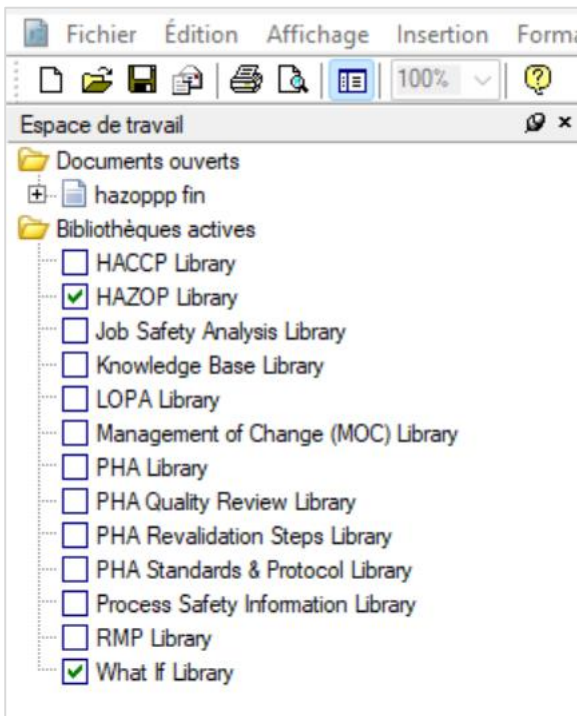 Fichier Édition Affichage Insertion Forma
100%
Espace de travail
Documents ouverts
hazoppp fin
Bibliothèques actives
HACCP Library
HAZOP Library
Job Safety Analysis Library
Knowledge Base Library
LOPA Library
Management of Change (MOC) Library
PHA Library
PHA Quality Review Library
PHA Revalidation Steps Library
PHA Standards & Protocol Library
Process Safety Information Library
RMP Library
What If Library